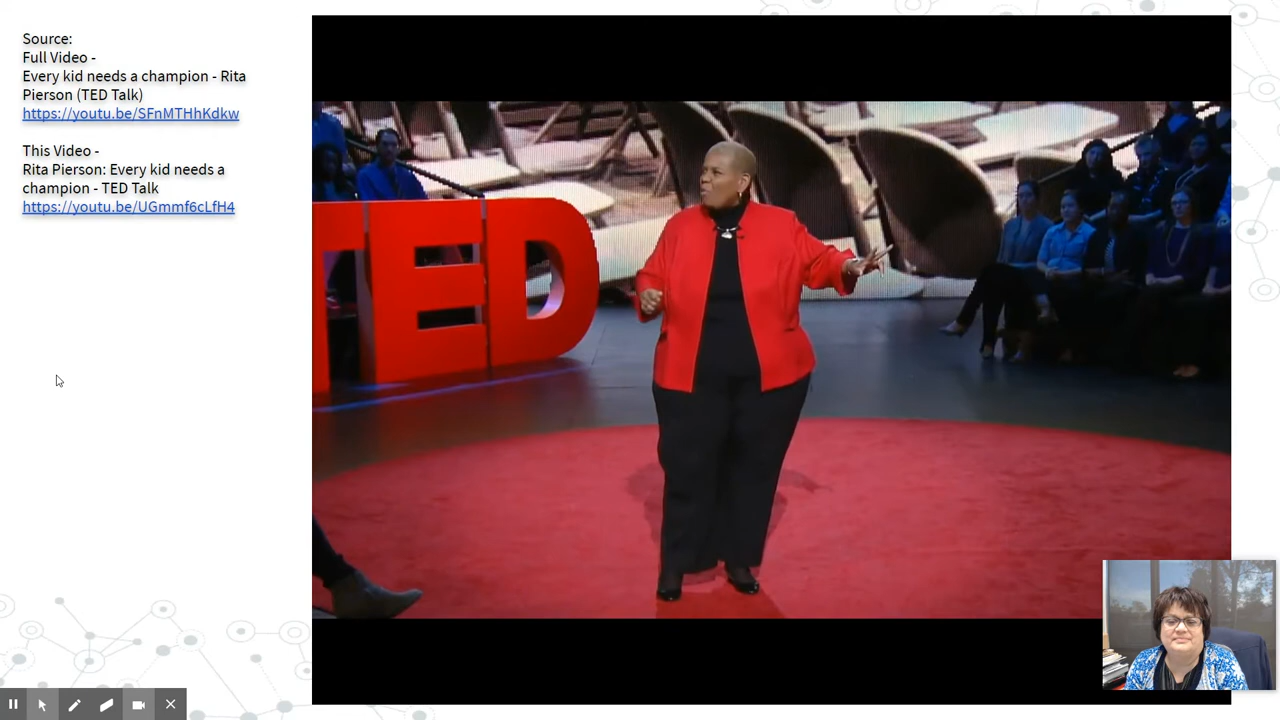 Source:
Full Video -
Every kid needs a champion - Rita
Pierson (TED Talk)
https://youtu.be/SFnMTHhKdkw
This Video -
Rita Pierson: Every kid needs a
champion - TED Talk
https://youtu.be/UGmmf6cLfH4
TED